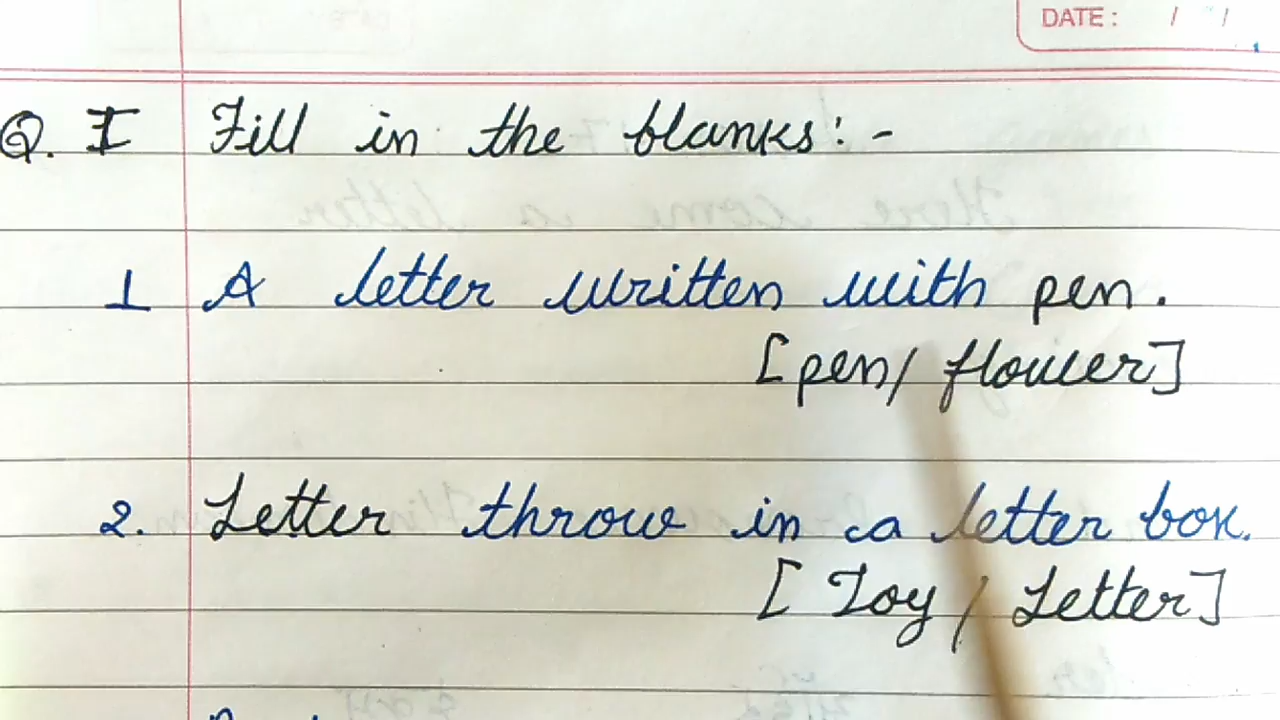 DATE: / /
Q. I Fill in the blanks:-
1 A letter written with pen.
[pen/ flower]
2. Letter throw in a letter box.
[Toy / Letter]